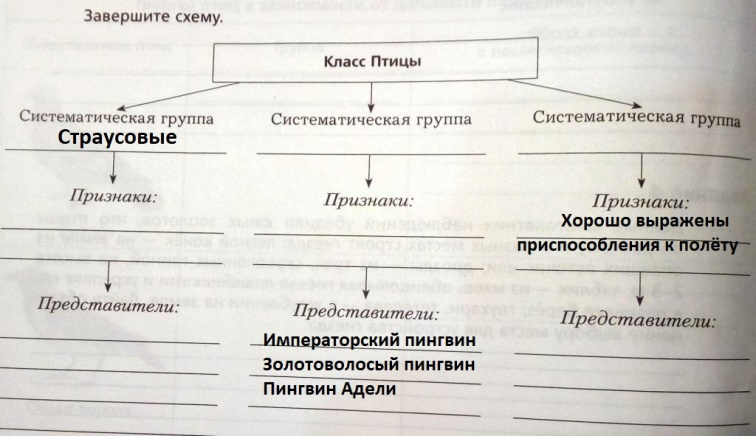 Завершите схему.
Класс Птицы
Систематическая группа
Страусовые
Систематическая группа
Систематическая группа
Признаки:
Признаки:
Признаки:
Хорошо выражены
приспособления к полёту
Представители:
Представители:
Императорский пингвин
Золотоволосый пингвин
Пингвин Адели
Представители: